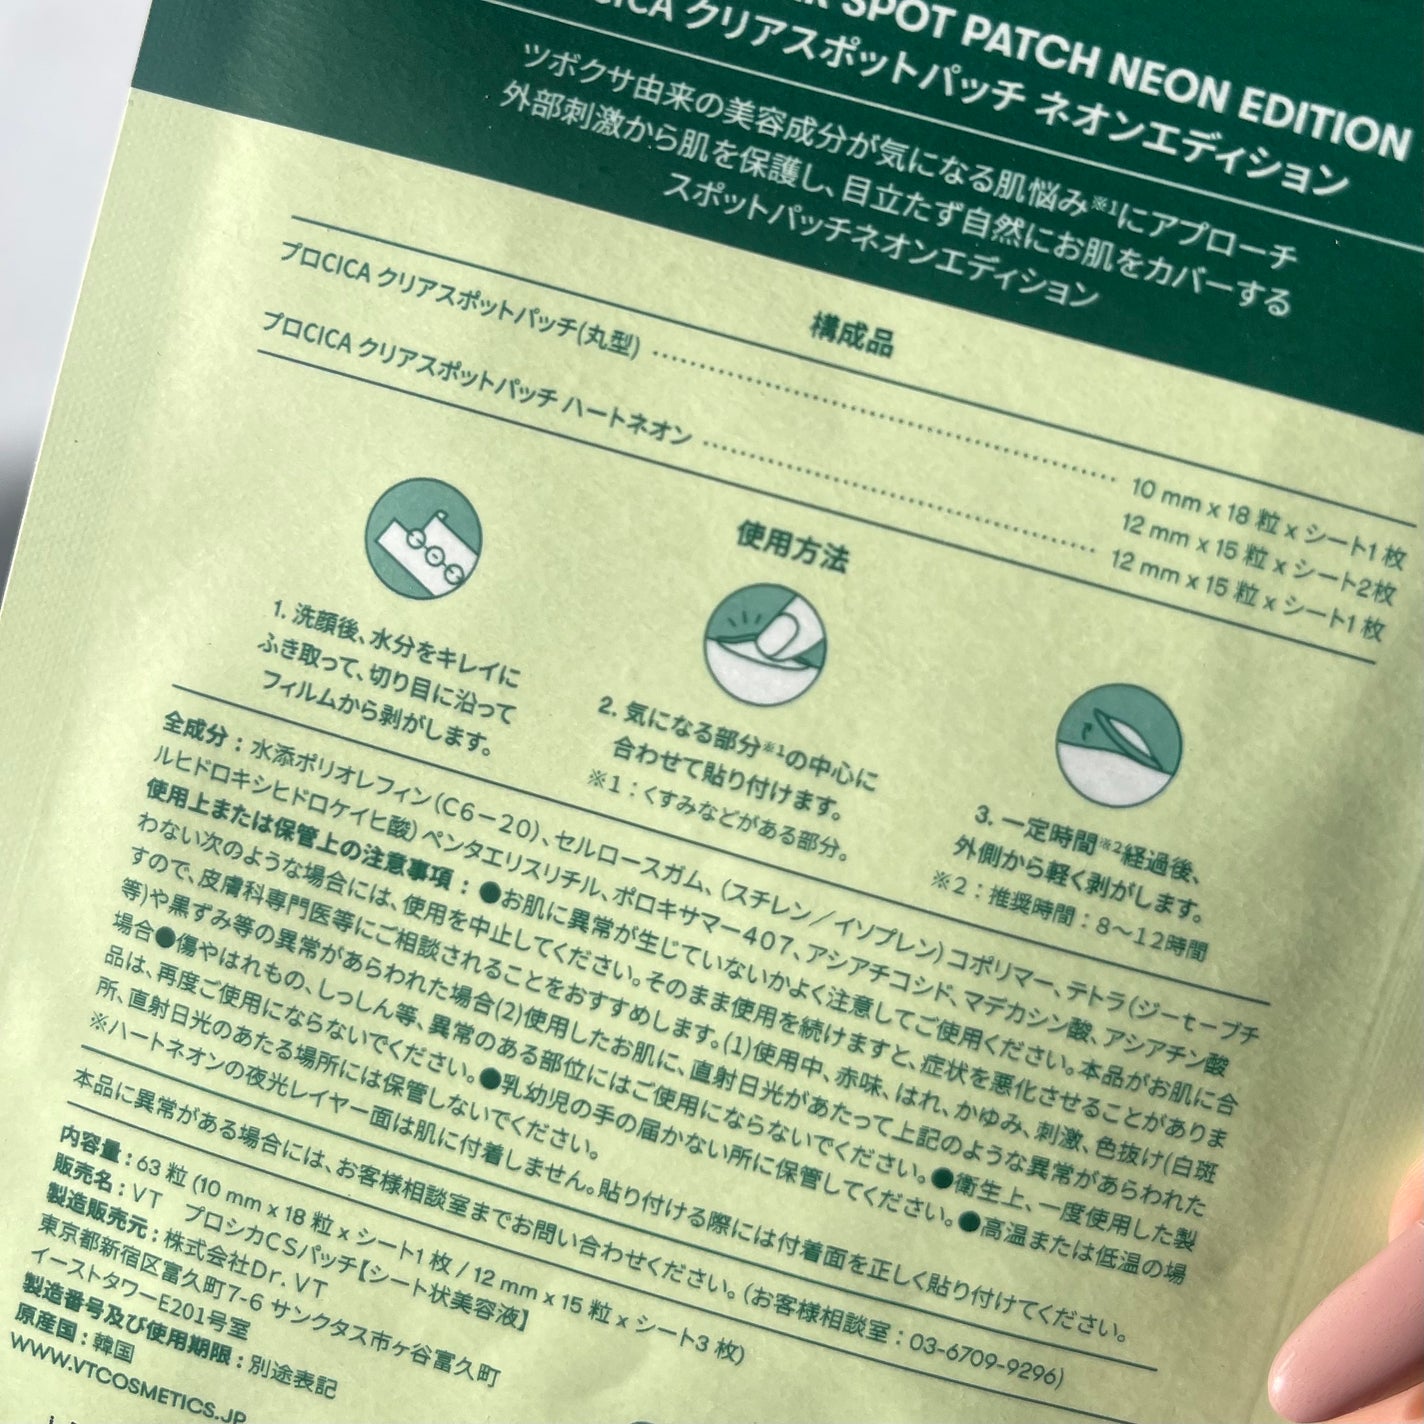 SPOT PATCH NEON EDITION
CICA クリアスポットパッチ ネオンエディション
ツボクサ由来の美容成分が気になる肌悩み※1にアプローチ
外部刺激から肌を保護し、目立たず自然にお肌をカバーする
スポットパッチネオンエディション
構成品
プロCICA クリアスポットパッチ(丸型) 10 mm x 18 粒 x シート1 枚
12 mm x 15 粒 x シート2枚
プロCICA クリアスポットパッチ ハートネオン 12 mm x 15 粒 x シート1 枚
使用方法
1. 洗顔後、水分をキレイに
ふき取って、切り目に沿って
フィルムから剥がします。
2. 気になる部分※1の中心に
合わせて貼り付けます。
※1：くすみなどがある部分。
3. 一定時間※2経過後、
外側から軽く剥がします。
※2：推奨時間：8〜12時間
全成分：水添ポリオレフィン（C6－20）、セルロースガム、（スチレン／イソプレン）コポリマー、テトラ（ジーｔーブチ
ルヒドロキシヒドロケイヒ酸）ペンタエリスリチル、ポロキサマー407、アシアチコシド、マデカシン酸、アシアチン酸
使用上または保管上の注意事項：●お肌に異常が生じていないかよく注意してご使用ください。本品がお肌に合
わない次のような場合には、使用を中止してください。そのまま使用を続けますと、症状を悪化させることがありま
すので、皮膚科専門医等にご相談されることをおすすめします。(1)使用中、赤味、はれ、かゆみ、刺激、色抜け(白斑
等)や黒ずみ等の異常があらわれた場合(2)使用したお肌に、直射日光があたって上記のような異常があらわれた
場合●傷やはれもの、しっしん等、異常のある部位にはご使用にならないでください。●衛生上、一度使用した製
品は、再度ご使用にならないでください。●乳幼児の手の届かない所に保管してください。●高温または低温の場
所、直射日光のあたる場所には保管しないでください。
※ハートネオンの夜光レイヤー面は肌に付着しません。貼り付ける際には付着面を正しく貼り付けてください。
本品に異常がある場合には、お客様相談室までお問い合わせください。（お客様相談室：03-6709-9296）
内容量：63 粒 (10 mm x 18 粒 x シート1 枚 / 12 mm x 15 粒 x シート3 枚)
販売名：VT プロシカCSパッチ【シート状美容液】
製造販売元：株式会社Dr.VT
東京都新宿区富久町7-6 サンクタス市ヶ谷富久町
イーストタワーE201号室
製造番号及び使用期限：別途表記
原産国：韓国
WWW.VTCOSMETICS.JP